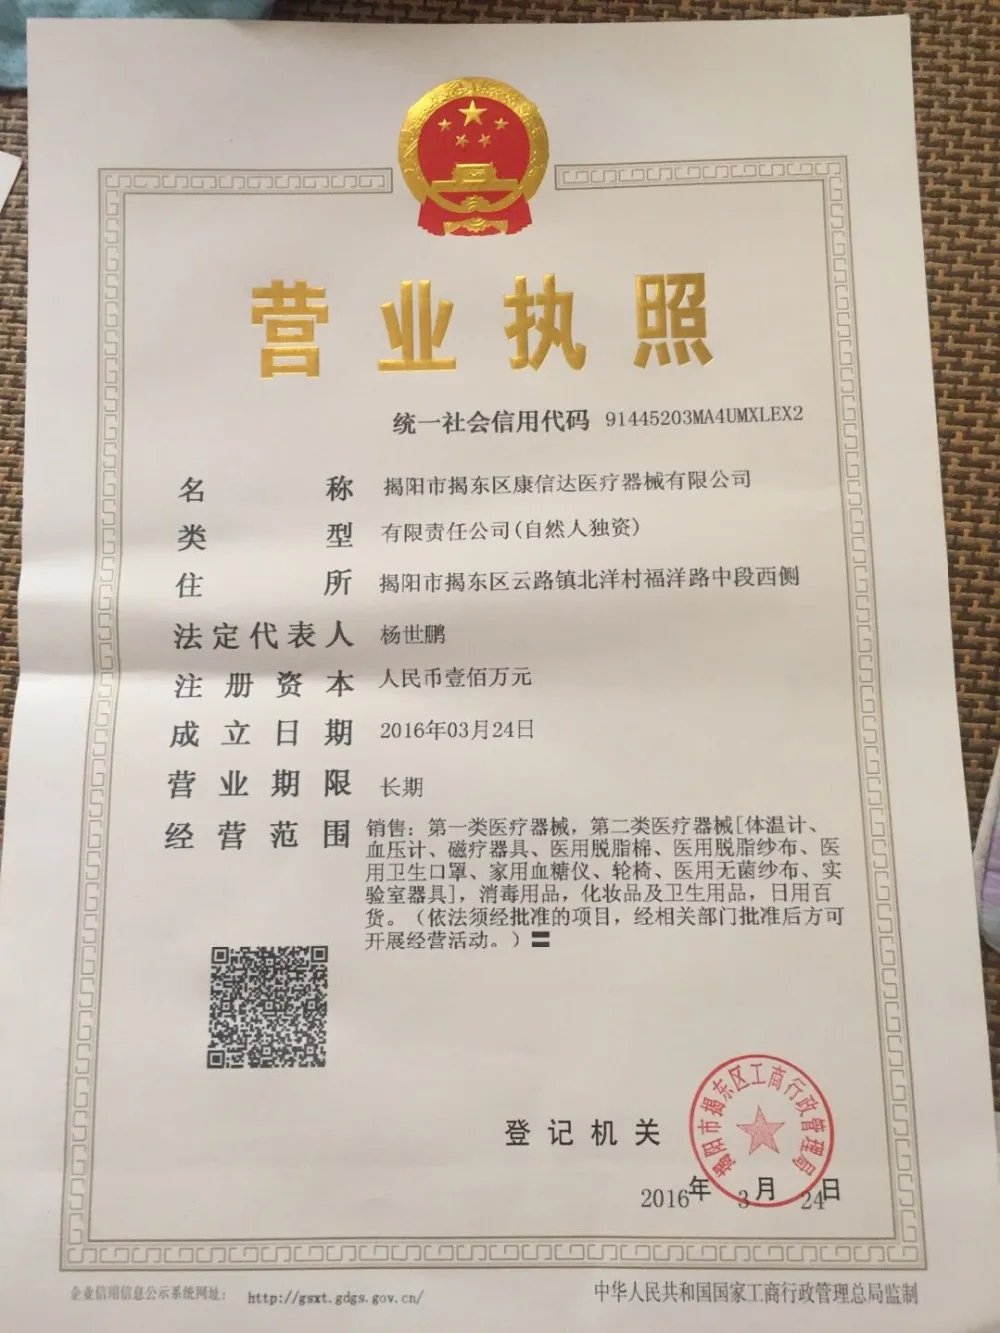 营业执照
统一社会信用代码 91445203MA4UMXLEX2
名称 揭阳市揭东区康信达医疗器械有限公司
类型 有限责任公司(自然人独资)
住所 揭阳市揭东区云路镇北洋村福洋路中段西侧
法定代表人 杨世鹏
注册资本 人民币壹佰万元
成立日期 2016年03月24日
营业期限 长期
经营范围 销售：第一类医疗器械，第二类医疗器械[体温计、
血压计、磁疗器具、医用脱脂棉、医用脱脂纱布、医
用卫生口罩、家用血糖仪、轮椅、医用无菌纱布、实
验室器具]，消毒用品，化妆品及卫生用品，日用百
货。（依法须经批准的项目，经相关部门批准后方可
开展经营活动。）〓
揭阳市揭东区工商行政管理局
登记机关
2016年 3月 24日
企业信用信息公示系统网址： http://gsxt.gdgs.gov.cn/
中华人民共和国国家工商行政管理总局监制